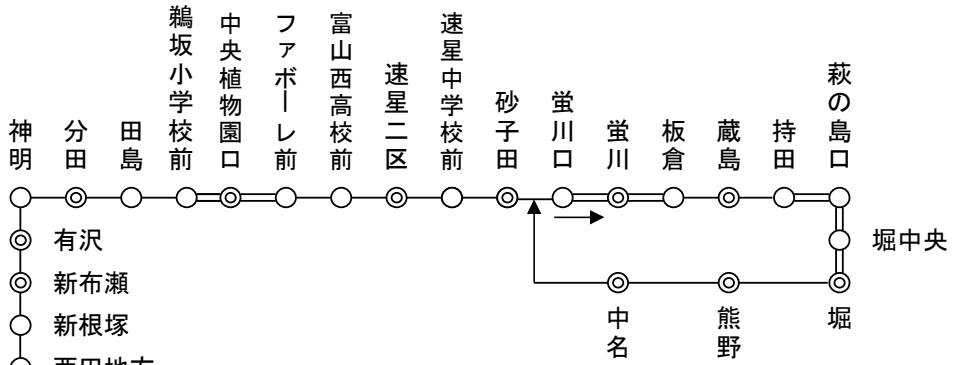 神明
分田
田島
鵜坂小学校前
中央植物園口
ファボーレ前
富山西高校前
速星二区
速星中学校前
砂子田
蛍川口
蛍川
板倉
蔵島
持田
萩の島口
堀中央
有沢
新布瀬
新根塚
中名
熊野
堀